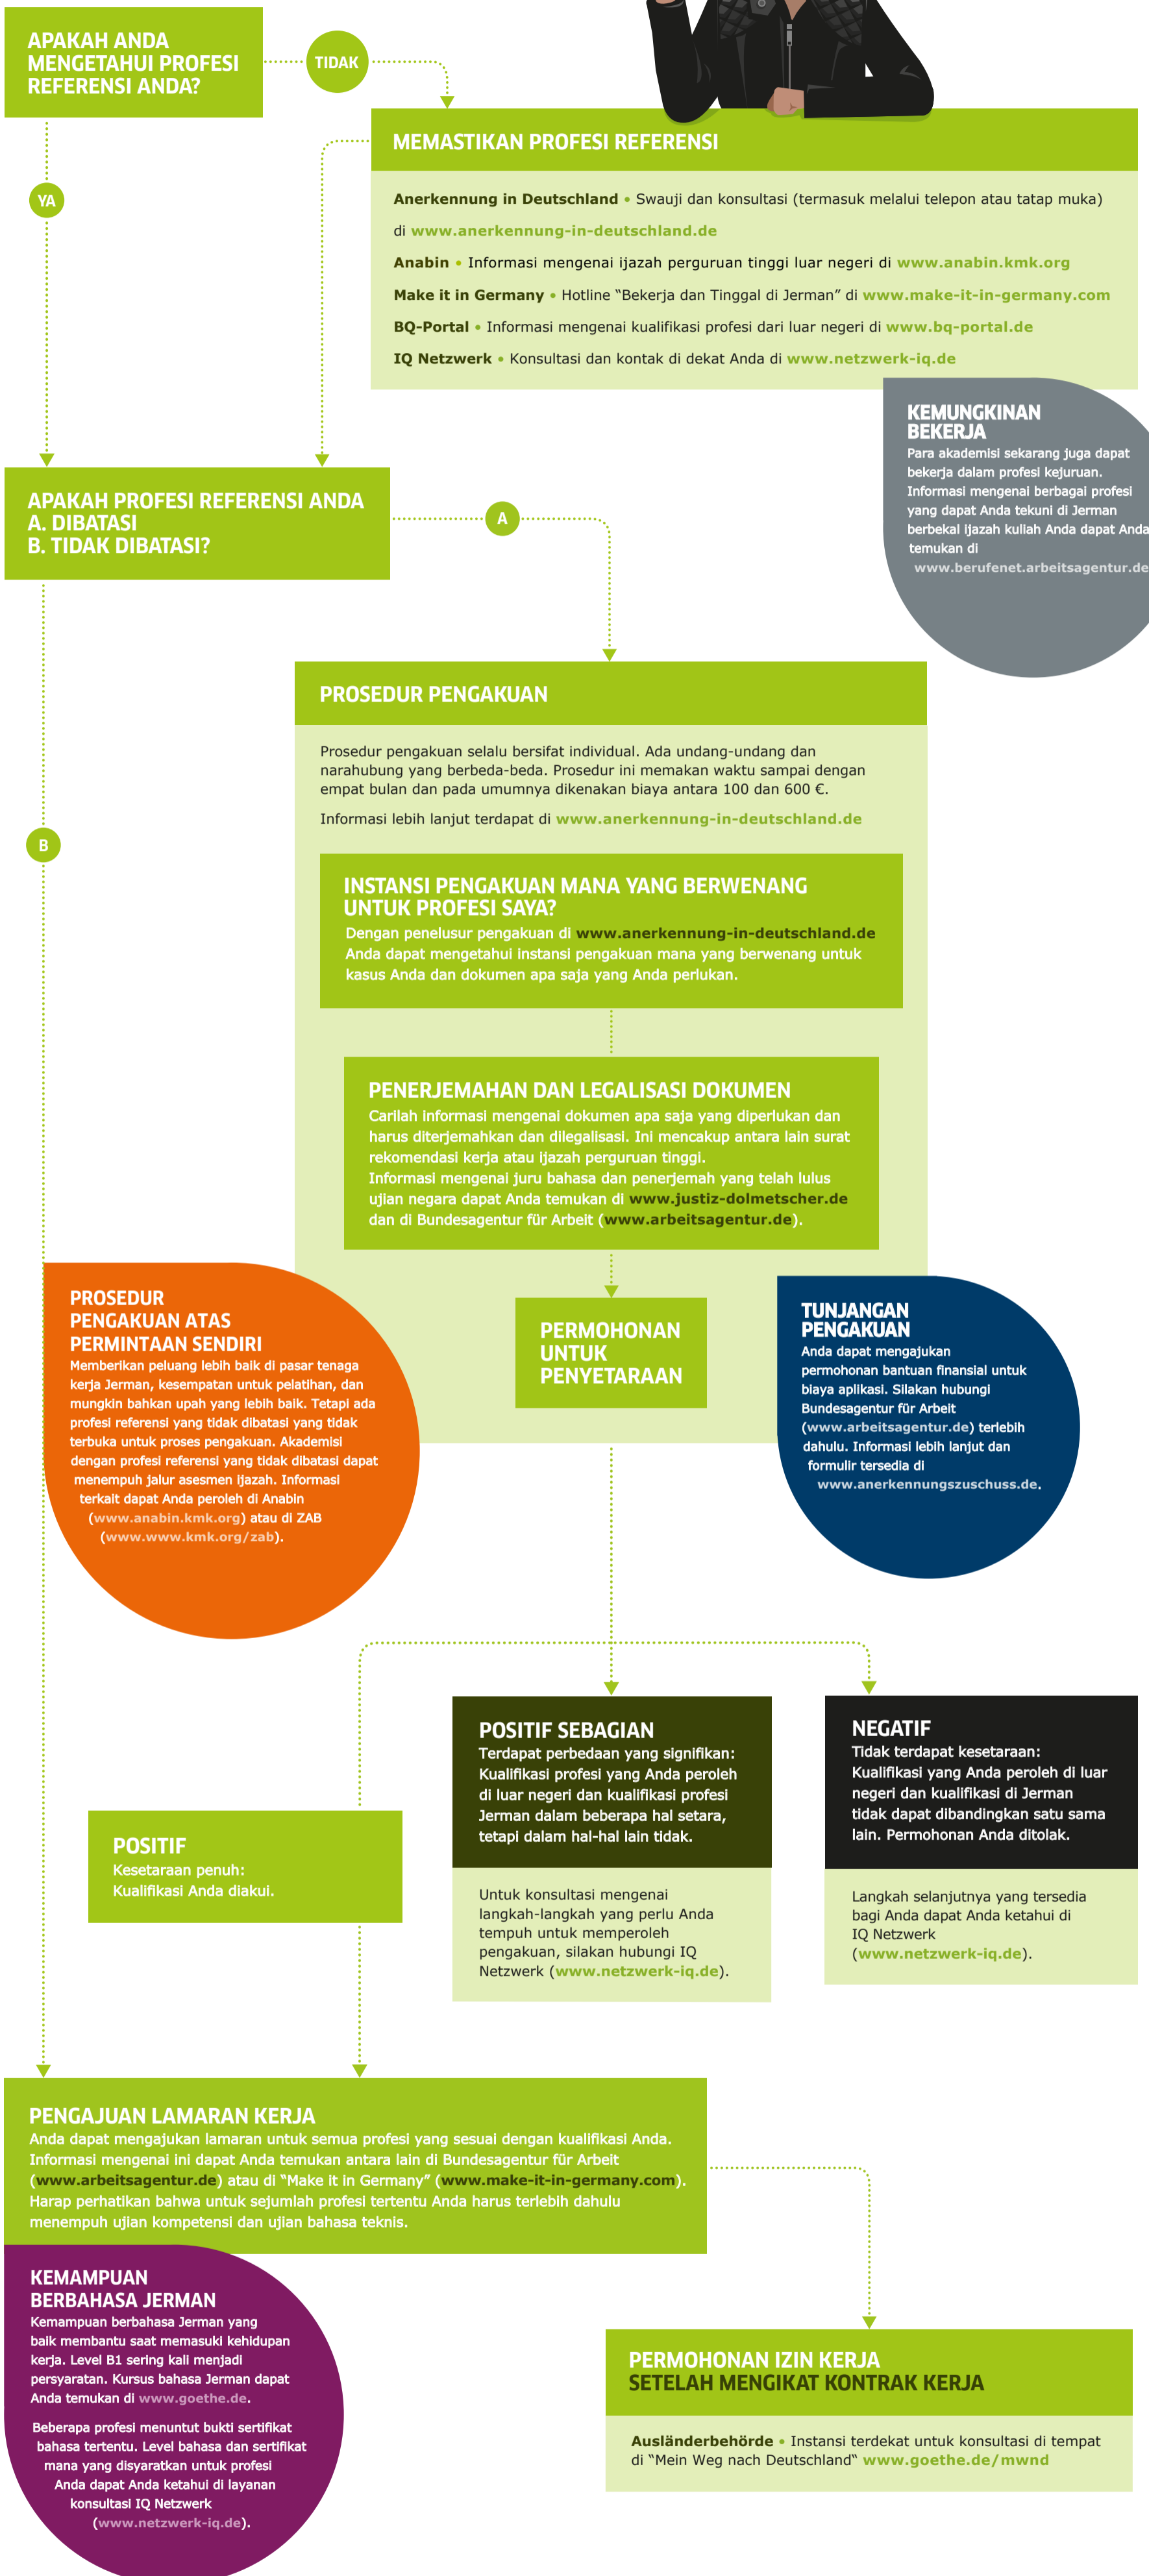 APAKAH ANDA
MENGETAHUI PROFESI
REFERENSI ANDA?
TIDAK
YA
MEMASTIKAN PROFESI REFERENSI
Anerkennung in Deutschland • Swauji dan konsultasi (termasuk melalui telepon atau tatap muka)
di www.anerkennung-in-deutschland.de
Anabin • Informasi mengenai ijazah perguruan tinggi luar negeri di www.anabin.kmk.org
Make it in Germany • Hotline “Bekerja dan Tinggal di Jerman” di www.make-it-in-germany.com
BQ-Portal • Informasi mengenai kualifikasi profesi dari luar negeri di www.bq-portal.de
IQ Netzwerk • Konsultasi dan kontak di dekat Anda di www.netzwerk-iq.de
KEMUNGKINAN
BEKERJA
Para akademisi sekarang juga dapat
bekerja dalam profesi kejuruan.
Informasi mengenai berbagai profesi
yang dapat Anda tekuni di Jerman
berbekal ijazah kuliah Anda dapat Anda
temukan di
www.berufenet.arbeitsagentur.de
APAKAH PROFESI REFERENSI ANDA
A. DIBATASI
B. TIDAK DIBATASI?
A
B
PROSEDUR PENGAKUAN
Prosedur pengakuan selalu bersifat individual. Ada undang-undang dan
narahubung yang berbeda-beda. Prosedur ini memakan waktu sampai dengan
empat bulan dan pada umumnya dikenakan biaya antara 100 dan 600 €.
Informasi lebih lanjut terdapat di www.anerkennung-in-deutschland.de
INSTANSI PENGAKUAN MANA YANG BERWENANG
UNTUK PROFESI SAYA?
Dengan penelusur pengakuan di www.anerkennung-in-deutschland.de
Anda dapat mengetahui instansi pengakuan mana yang berwenang untuk
kasus Anda dan dokumen apa saja yang Anda perlukan.
PENERJEMAHAN DAN LEGALISASI DOKUMEN
Carilah informasi mengenai dokumen apa saja yang diperlukan dan
harus diterjemahkan dan dilegalisasi. Ini mencakup antara lain surat
rekomendasi kerja atau ijazah perguruan tinggi.
Informasi mengenai juru bahasa dan penerjemah yang telah lulus
ujian negara dapat Anda temukan di www.justiz-dolmetscher.de
dan di Bundesagentur für Arbeit (www.arbeitsagentur.de).
PROSEDUR
PENGAKUAN ATAS
PERMINTAAN SENDIRI
Memberikan peluang lebih baik di pasar tenaga
kerja Jerman, kesempatan untuk pelatihan, dan
mungkin bahkan upah yang lebih baik. Tetapi ada
profesi referensi yang tidak dibatasi yang tidak
terbuka untuk proses pengakuan. Akademisi
dengan profesi referensi yang tidak dibatasi dapat
menempuh jalur asesmen ijazah. Informasi
terkait dapat Anda peroleh di Anabin
(www.anabin.kmk.org) atau di ZAB
(www.www.kmk.org/zab).
PERMOHONAN
UNTUK
PENYETARAAN
TUNJANGAN
PENGAKUAN
Anda dapat mengajukan
permohonan bantuan finansial untuk
biaya aplikasi. Silakan hubungi
Bundesagentur für Arbeit
(www.arbeitsagentur.de) terlebih
dahulu. Informasi lebih lanjut dan
formulir tersedia di
www.anerkennungszuschuss.de.
POSITIF
Kesetaraan penuh:
Kualifikasi Anda diakui.
POSITIF SEBAGIAN
Terdapat perbedaan yang signifikan:
Kualifikasi profesi yang Anda peroleh
di luar negeri dan kualifikasi profesi
Jerman dalam beberapa hal setara,
tetapi dalam hal-hal lain tidak.
Untuk konsultasi mengenai
langkah-langkah yang perlu Anda
tempuh untuk memperoleh
pengakuan, silakan hubungi IQ
Netzwerk (www.netzwerk-iq.de).
NEGATIF
Tidak terdapat kesetaraan:
Kualifikasi yang Anda peroleh di luar
negeri dan kualifikasi di Jerman
tidak dapat dibandingkan satu sama
lain. Permohonan Anda ditolak.
Langkah selanjutnya yang tersedia
bagi Anda dapat Anda ketahui di
IQ Netzwerk
(www.netzwerk-iq.de).
PENGAJUAN LAMARAN KERJA
Anda dapat mengajukan lamaran untuk semua profesi yang sesuai dengan kualifikasi Anda.
Informasi mengenai ini dapat Anda temukan antara lain di Bundesagentur für Arbeit
(www.arbeitsagentur.de) atau di “Make it in Germany” (www.make-it-in-germany.com).
Harap perhatikan bahwa untuk sejumlah profesi tertentu Anda harus terlebih dahulu
menempuh ujian kompetensi dan ujian bahasa teknis.
KEMAMPUAN
BERBAHASA JERMAN
Kemampuan berbahasa Jerman yang
baik membantu saat memasuki kehidupan
kerja. Level B1 sering kali menjadi
persyaratan. Kursus bahasa Jerman dapat
Anda temukan di www.goethe.de.
Beberapa profesi menuntut bukti sertifikat
bahasa tertentu. Level bahasa dan sertifikat
mana yang disyaratkan untuk profesi
Anda dapat Anda ketahui di layanan
konsultasi IQ Netzwerk
(www.netzwerk-iq.de).
PERMOHONAN IZIN KERJA
SETELAH MENGIKAT KONTRAK KERJA
Ausländerbehörde • Instansi terdekat untuk konsultasi di tempat
di “Mein Weg nach Deutschland“ www.goethe.de/mwnd